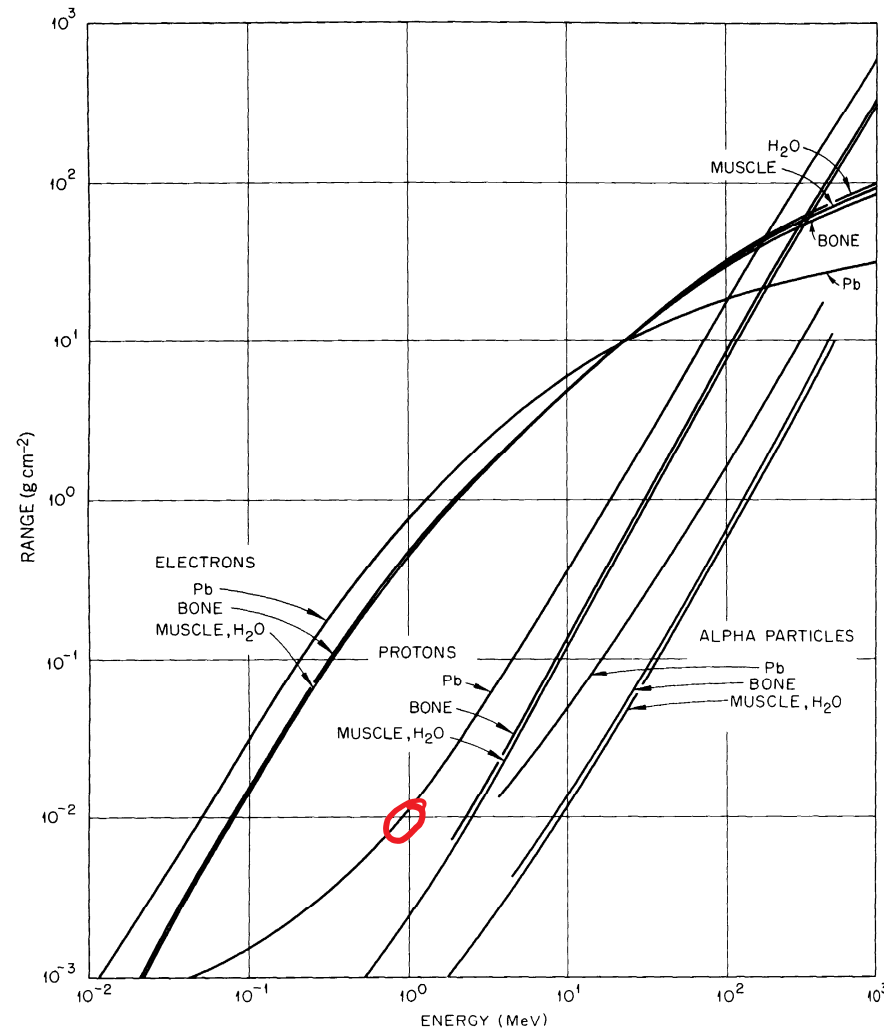 10³
H₂O
MUSCLE
10²
BONE
Pb
10¹
RANGE (g cm⁻²)
10⁰
ELECTRONS
Pb
BONE
MUSCLE, H₂O
10⁻¹
PROTONS
Pb
BONE
MUSCLE, H₂O
ALPHA PARTICLES
Pb
BONE
MUSCLE, H₂O
10⁻²
10⁻³
10⁻² 10⁻¹ 10⁰ 10¹ 10² 10³
ENERGY (MeV)